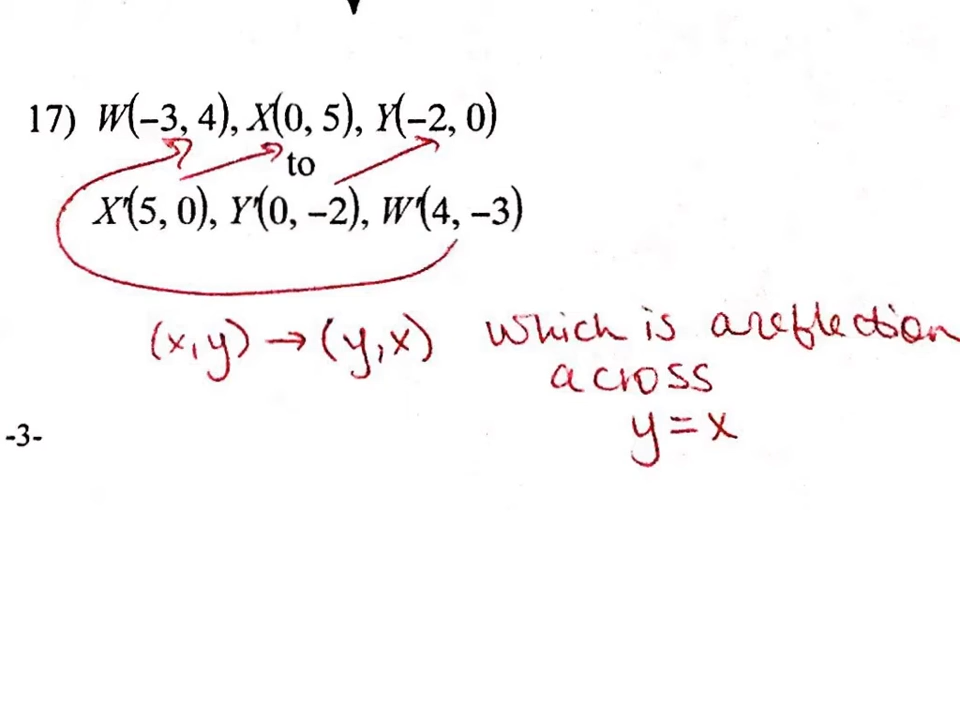 17) W(−3, 4), X(0, 5), Y(−2, 0)
to
X'(5, 0), Y'(0, −2), W'(4, −3)
(x,y) → (y,x) which is a reflection
across
y = x
-3-